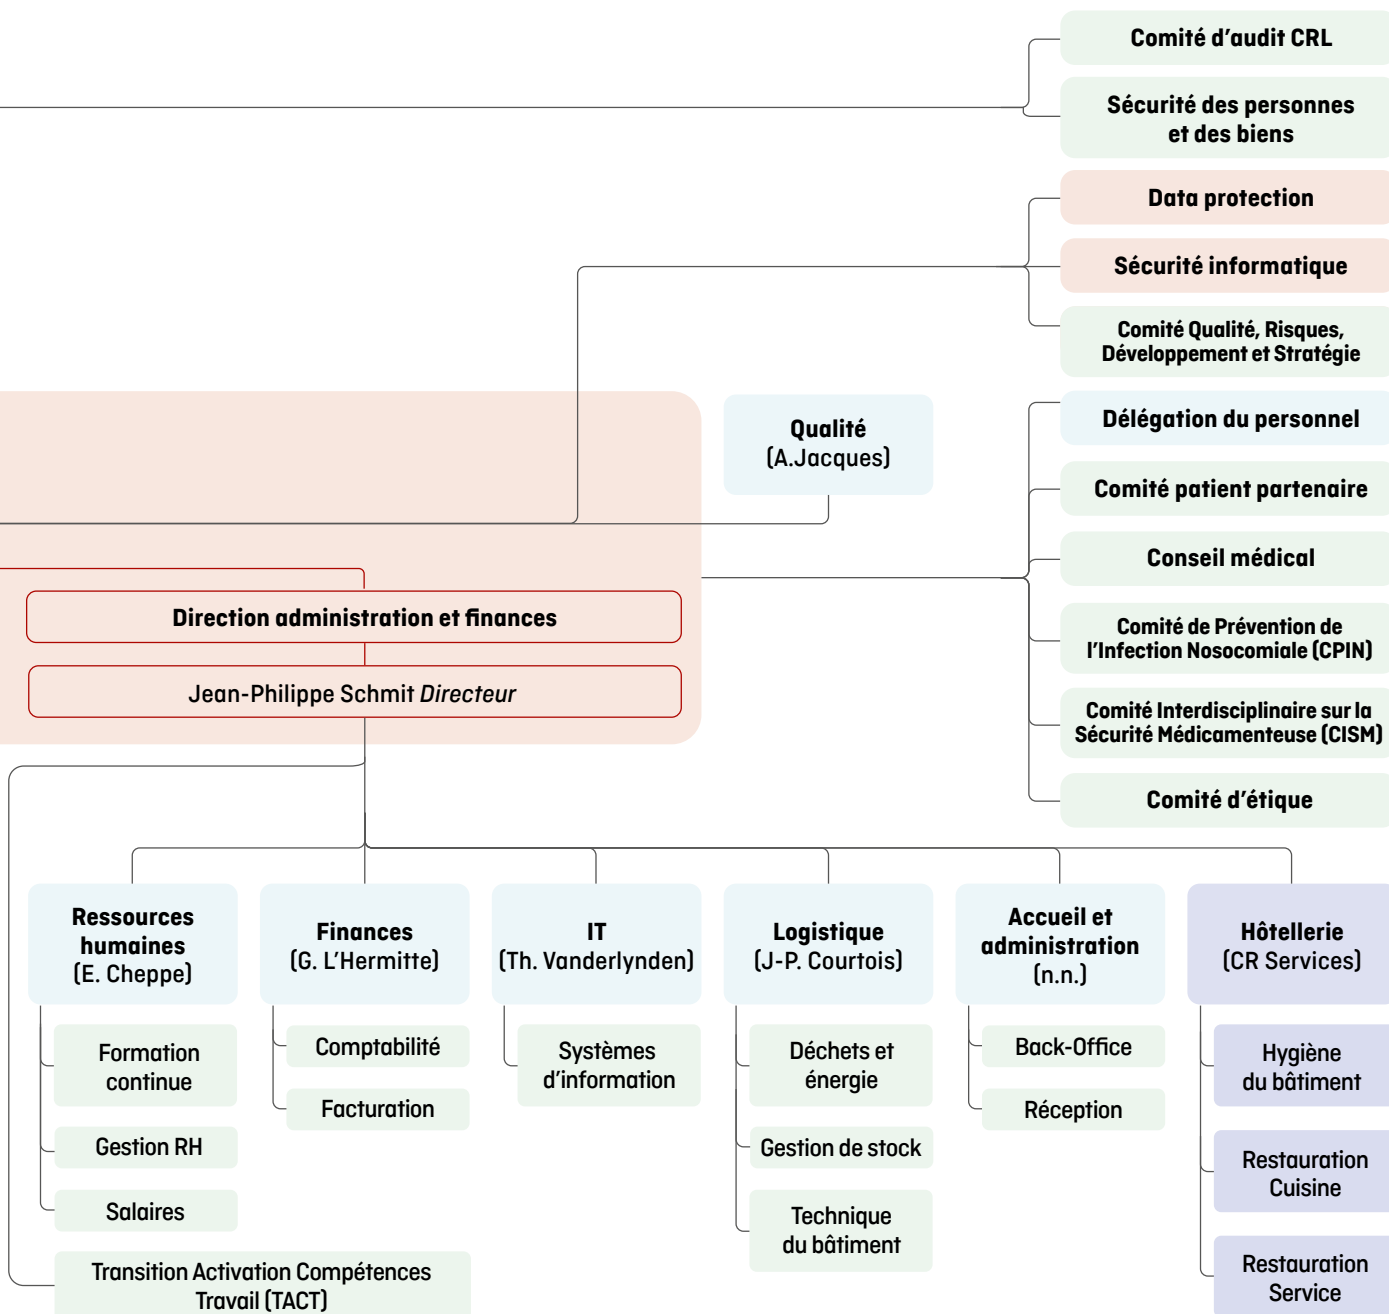 Comité d'audit CRL
Sécurité des personnes
et des biens
Data protection
Sécurité informatique
Comité Qualité, Risques,
Développement et Stratégie
Qualité
(A.Jacques)
Délégation du personnel
Comité patient partenaire
Conseil médical
Comité de Prévention de
l'Infection Nosocomiale (CPIN)
Comité Interdisciplinaire sur la
Sécurité Médicamenteuse (CISM)
Comité d'étique
Direction administration et finances
Jean-Philippe Schmit Directeur
Ressources
humaines
(E. Cheppe)
Formation
continue
Gestion RH
Salaires
Transition Activation Compétences
Travail (TACT)
Finances
(G. L'Hermitte)
Comptabilité
Facturation
IT
(Th. Vanderlynden)
Systèmes
d'information
Logistique
(J-P. Courtois)
Déchets et
énergie
Gestion de stock
Technique
du bâtiment
Accueil et
administration
(n.n.)
Back-Office
Réception
Hôtellerie
(CR Services)
Hygiène
du bâtiment
Restauration
Cuisine
Restauration
Service